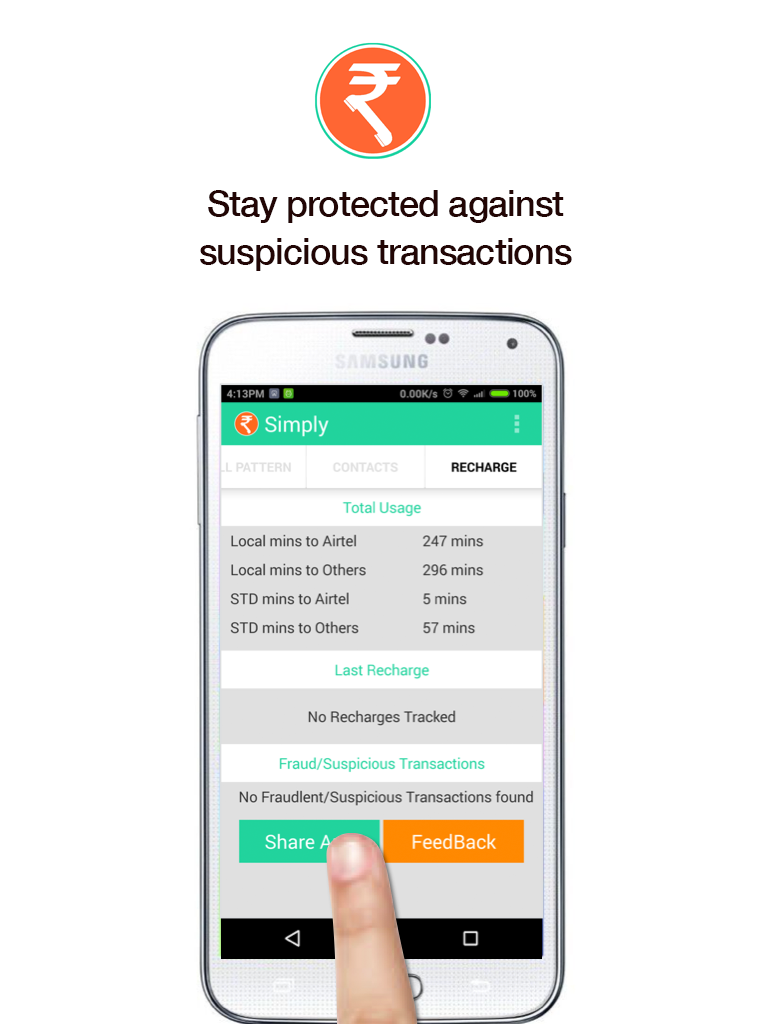 Stay protected against
suspicious transactions
SAMSUNG
4:13PM 0.00K/s 100%
Simply
LL PATTERN CONTACTS RECHARGE
Total Usage
Local mins to Airtel 247 mins
Local mins to Others 296 mins
STD mins to Airtel 5 mins
STD mins to Others 57 mins
Last Recharge
No Recharges Tracked
Fraud/Suspicious Transactions
No Fraudlent/Suspicious Transactions found
Share FeedBack